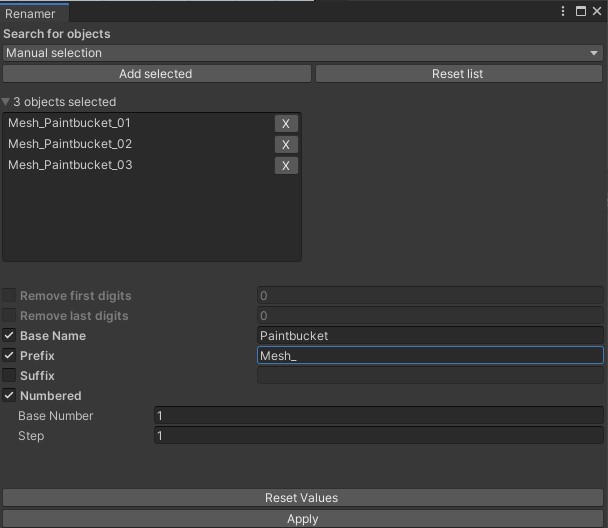 Renamer
Search for objects
Manual selection
Add selected
Reset list
3 objects selected
Mesh_Paintbucket_01 X
Mesh_Paintbucket_02 X
Mesh_Paintbucket_03 X
Remove first digits 0
Remove last digits 0
Base Name Paintbucket
Prefix Mesh_
Suffix
Numbered
Base Number 1
Step 1
Reset Values
Apply